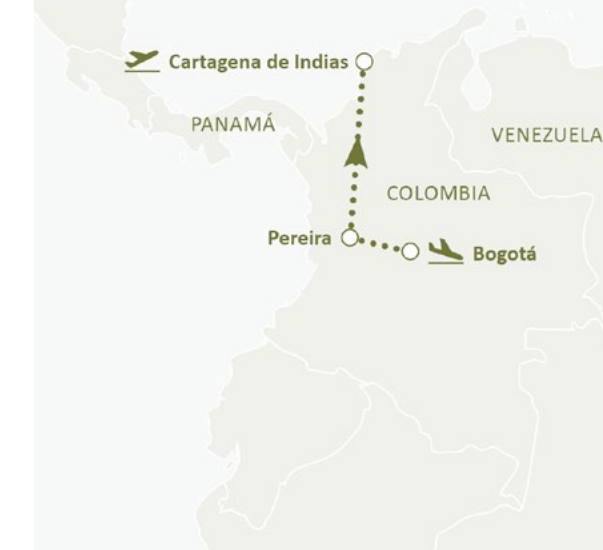 Cartagena de Indias
PANAMÁ
VENEZUELA
COLOMBIA
Pereira
Bogotá